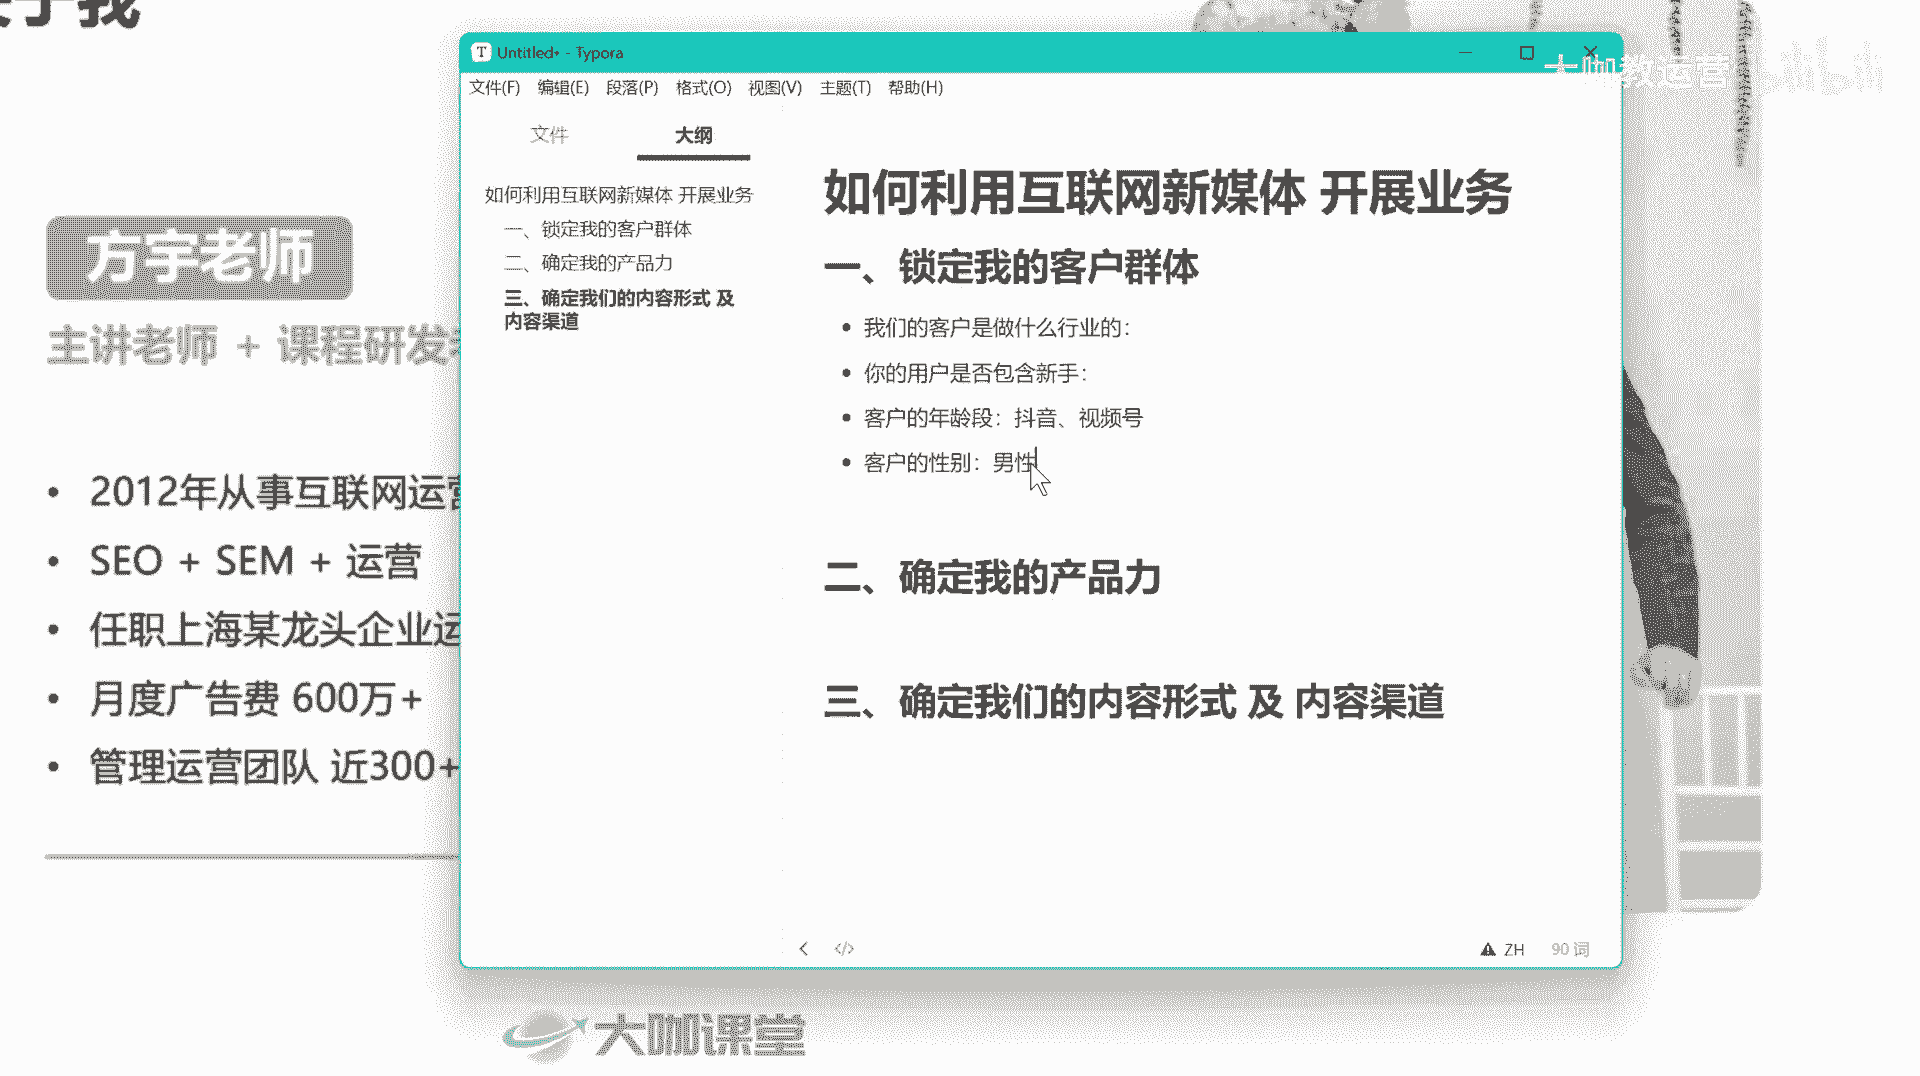 于我
方宇老师
主讲老师 + 课程研发
2012年从事互联网运营
SEO + SEM + 运营
任职上海某龙头企业运
月度广告费 600万+
管理运营团队 近300+
大咖课堂
大咖教运营 bilibili
Untitled• - Typora
文件(F) 编辑(E) 段落(P) 格式(O) 视图(V) 主题(T) 帮助(H)
文件 大纲
如何利用互联网新媒体 开展业务
一、锁定我的客户群体
二、确定我的产品力
三、确定我们的内容形式 及
内容渠道
如何利用互联网新媒体 开展业务
一、锁定我的客户群体
我们的客户是做什么行业的：
你的用户是否包含新手：
客户的年龄段：抖音、视频号
客户的性别：男性
二、确定我的产品力
三、确定我们的内容形式 及 内容渠道
ZH 90 词